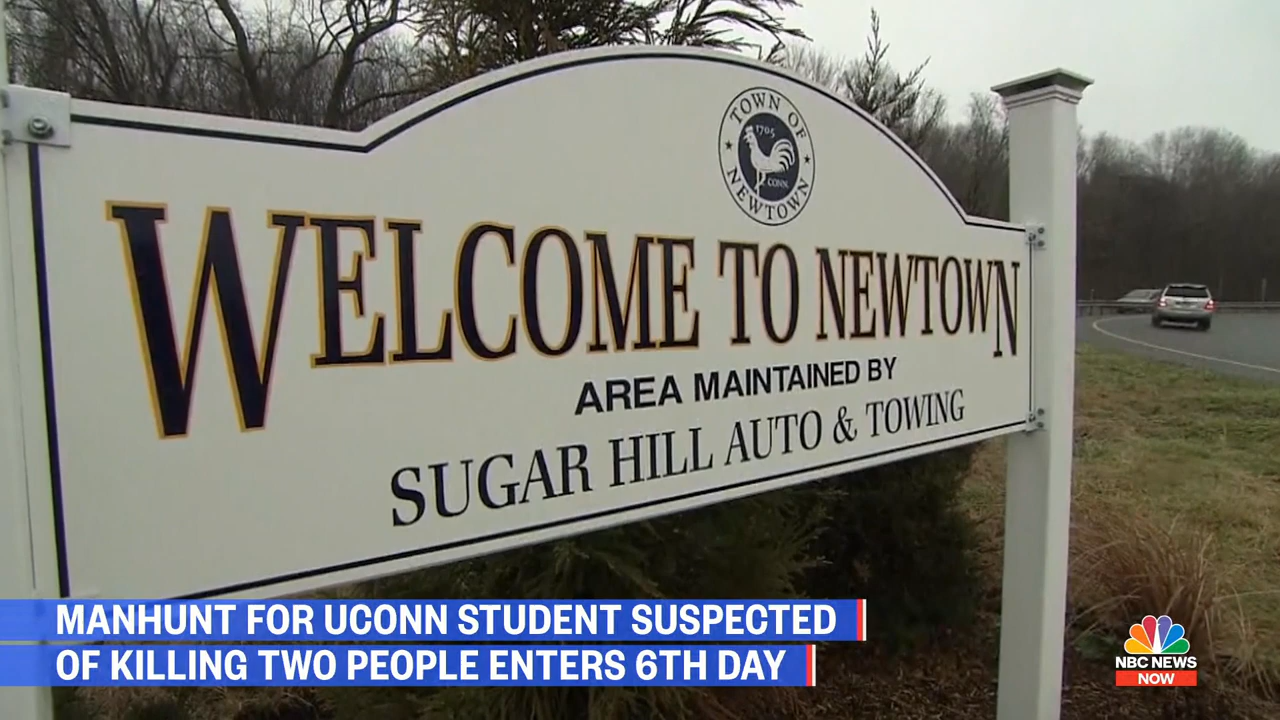 TOWN OF
1705
CONN.
NEWTOWN
WELCOME TO NEWTOWN
AREA MAINTAINED BY
SUGAR HILL AUTO & TOWING
MANHUNT FOR UCONN STUDENT SUSPECTED
OF KILLING TWO PEOPLE ENTERS 6TH DAY
NBC NEWS
NOW